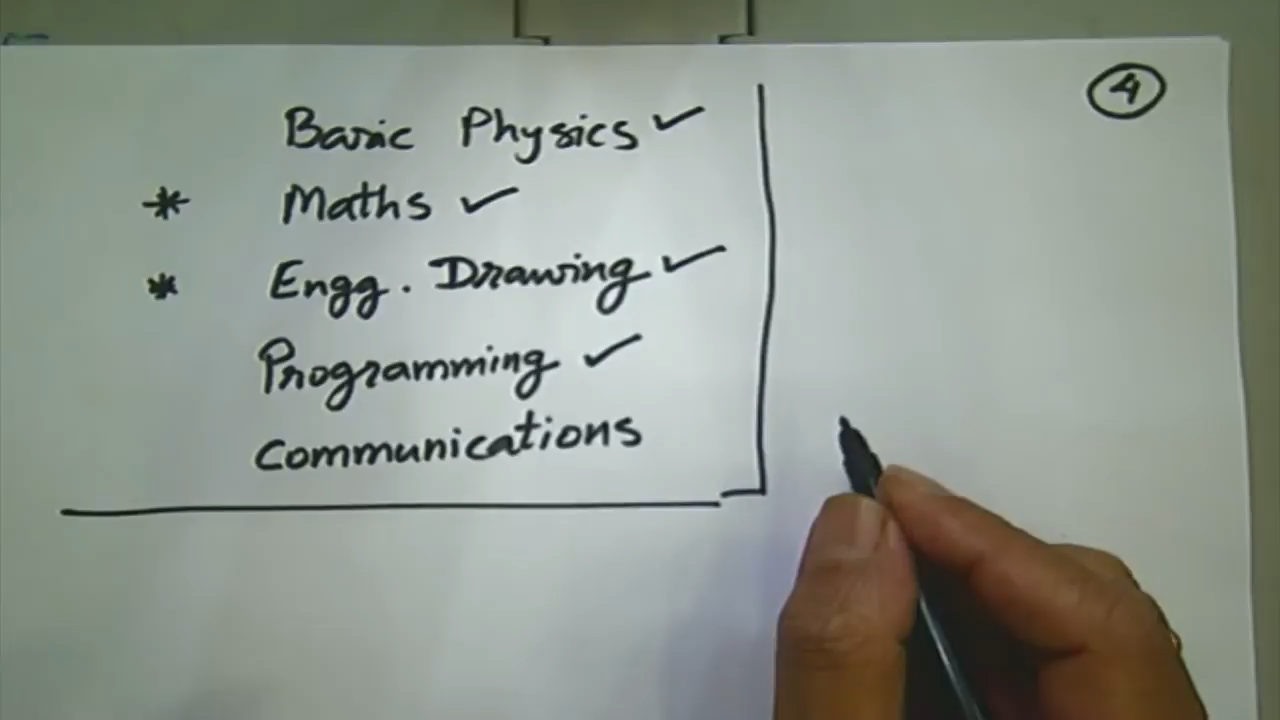 4
Basic Physics ✓
* Maths ✓
* Engg. Drawing ✓
Programming ✓
Communications